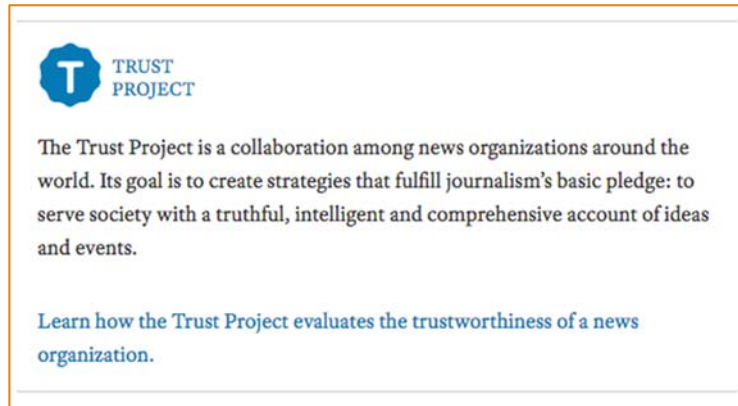 T
TRUST
PROJECT
The Trust Project is a collaboration among news organizations around the
world. Its goal is to create strategies that fulfill journalism’s basic pledge: to
serve society with a truthful, intelligent and comprehensive account of ideas
and events.
Learn how the Trust Project evaluates the trustworthiness of a news
organization.